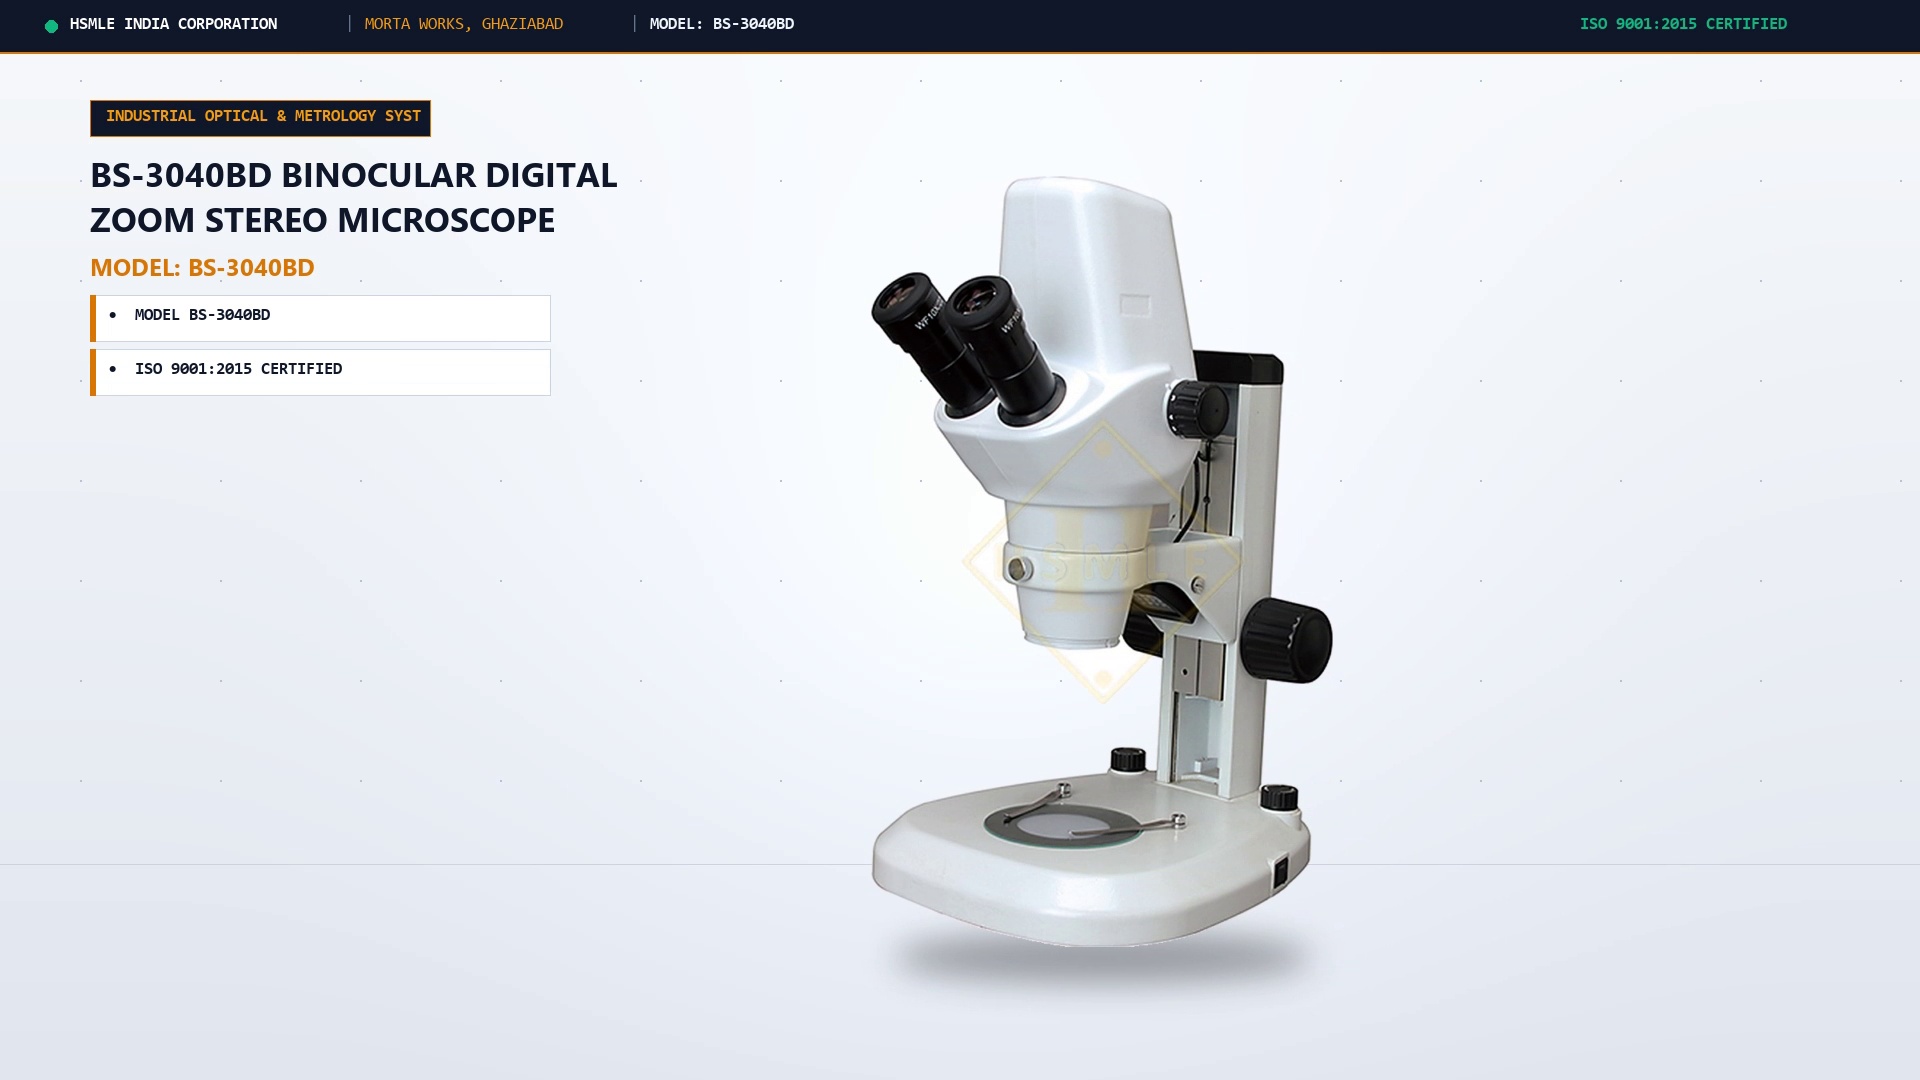 HSMLE INDIA CORPORATION
MORTA WORKS, GHAZIABAD
MODEL: BS-3040BD
ISO 9001:2015 CERTIFIED
INDUSTRIAL OPTICAL & METROLOGY SYST
BS-3040BD BINOCULAR DIGITAL
ZOOM STEREO MICROSCOPE
MODEL: BS-3040BD
• MODEL BS-3040BD
• ISO 9001:2015 CERTIFIED
HSMLE